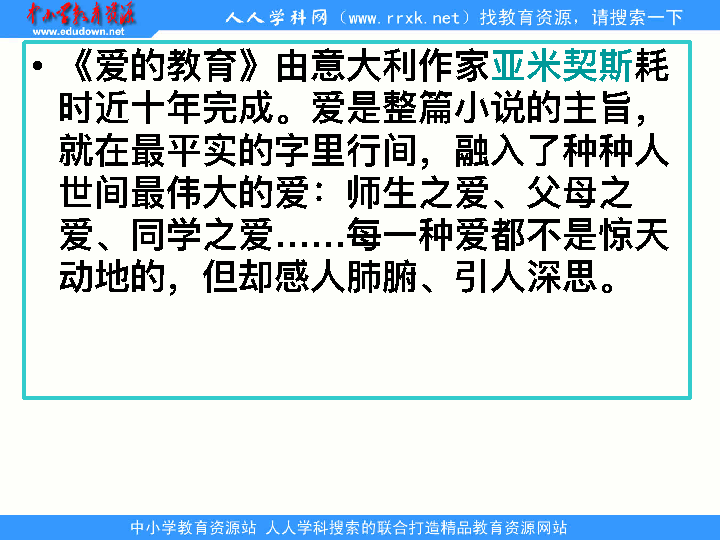 中小学教育资源
www.edudown.net
人人学科网（www.rrxk.net）找教育资源，请搜索一下
• 《爱的教育》由意大利作家亚米契斯耗
时近十年完成。爱是整篇小说的主旨，
就在最平实的字里行间，融入了种种人
世间最伟大的爱：师生之爱、父母之
爱、同学之爱……每一种爱都不是惊天
动地的，但却感人肺腑、引人深思。
中小学教育资源站 人人学科搜索的联合打造精品教育资源网站